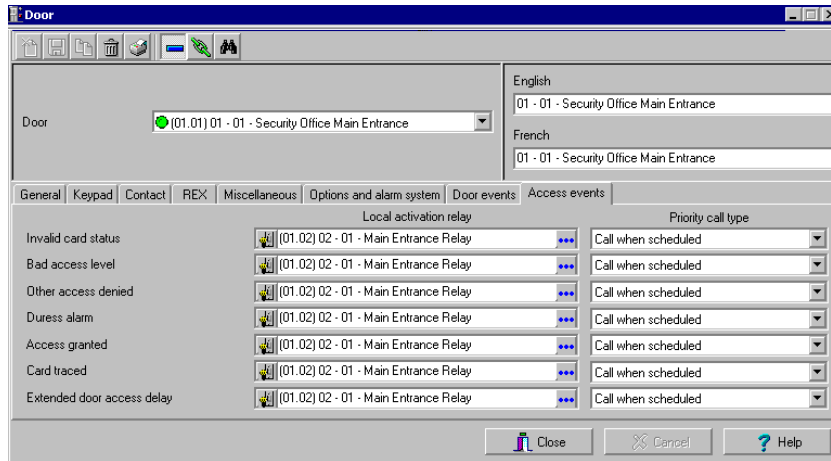 Door
English
01 - 01 - Security Office Main Entrance
Door
(01.01) 01 - 01 - Security Office Main Entrance
French
01 - 01 - Security Office Main Entrance
General Keypad Contact REX Miscellaneous Options and alarm system Door events Access events
Local activation relay Priority call type
Invalid card status (01.02) 02 - 01 - Main Entrance Relay Call when scheduled
Bad access level (01.02) 02 - 01 - Main Entrance Relay Call when scheduled
Other access denied (01.02) 02 - 01 - Main Entrance Relay Call when scheduled
Duress alarm (01.02) 02 - 01 - Main Entrance Relay Call when scheduled
Access granted (01.02) 02 - 01 - Main Entrance Relay Call when scheduled
Card traced (01.02) 02 - 01 - Main Entrance Relay Call when scheduled
Extended door access delay (01.02) 02 - 01 - Main Entrance Relay Call when scheduled
Close Cancel Help